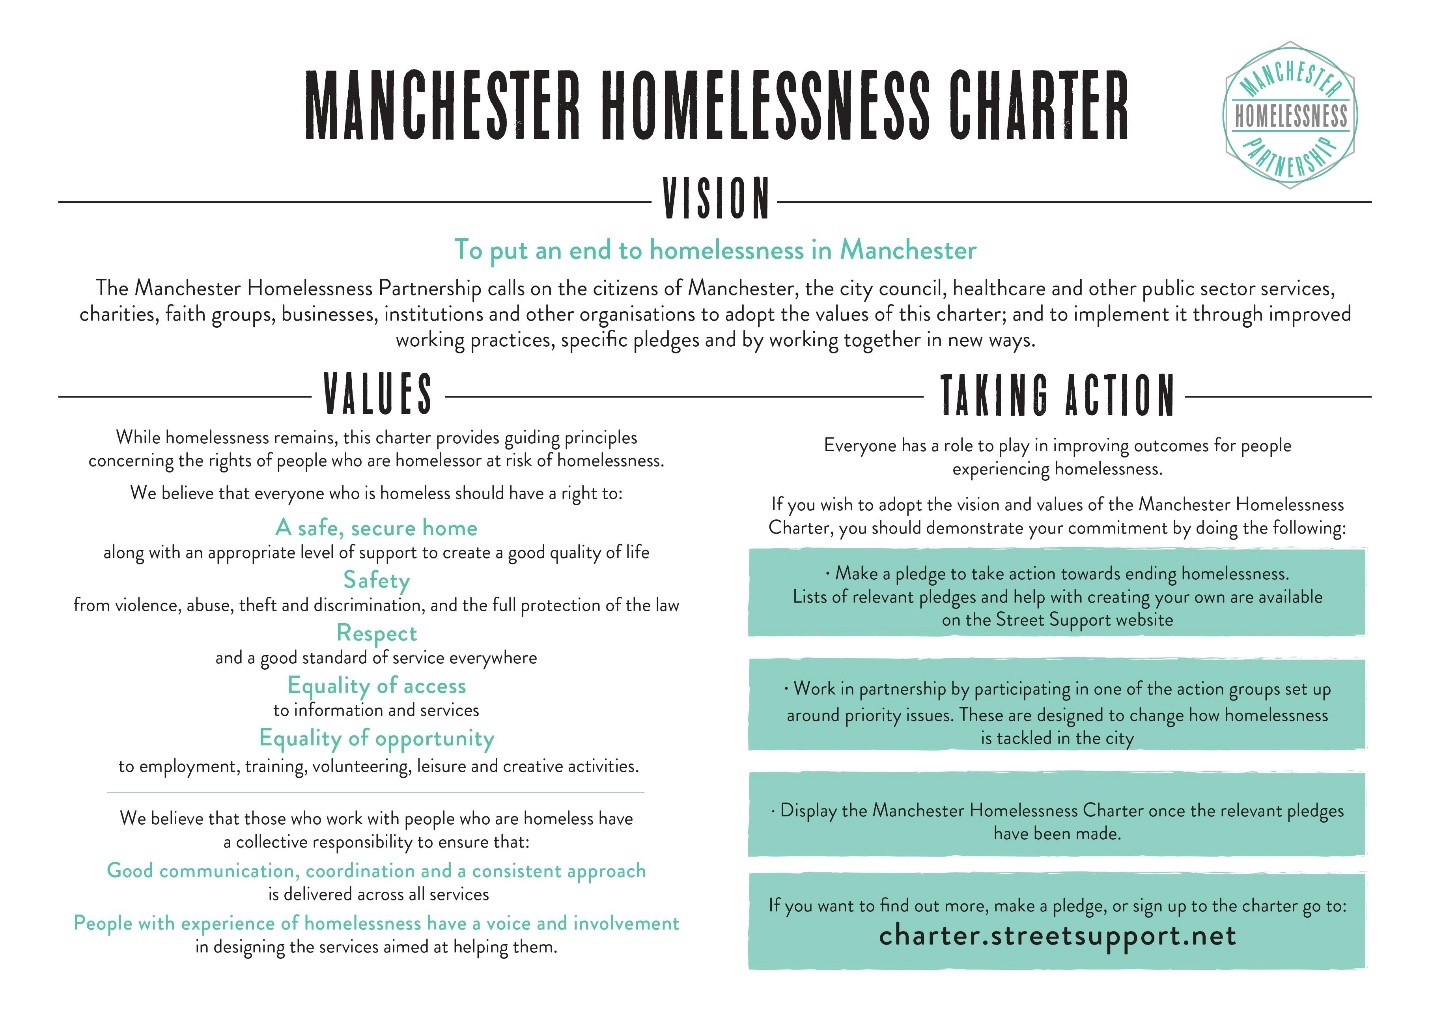 MANCHESTER HOMELESSNESS CHARTER
MANCHESTER
HOMELESSNESS
PARTNERSHIP
VISION
To put an end to homelessness in Manchester
The Manchester Homelessness Partnership calls on the citizens of Manchester, the city council, healthcare and other public sector services,
charities, faith groups, businesses, institutions and other organisations to adopt the values of this charter; and to implement it through improved
working practices, specific pledges and by working together in new ways.
VALUES
While homelessness remains, this charter provides guiding principles
concerning the rights of people who are homelessor at risk of homelessness.
We believe that everyone who is homeless should have a right to:
A safe, secure home
along with an appropriate level of support to create a good quality of life
Safety
from violence, abuse, theft and discrimination, and the full protection of the law
Respect
and a good standard of service everywhere
Equality of access
to information and services
Equality of opportunity
to employment, training, volunteering, leisure and creative activities.
We believe that those who work with people who are homeless have
a collective responsibility to ensure that:
Good communication, coordination and a consistent approach
is delivered across all services
People with experience of homelessness have a voice and involvement
in designing the services aimed at helping them.
TAKING ACTION
Everyone has a role to play in improving outcomes for people
experiencing homelessness.
If you wish to adopt the vision and values of the Manchester Homelessness
Charter, you should demonstrate your commitment by doing the following:
· Make a pledge to take action towards ending homelessness.
Lists of relevant pledges and help with creating your own are available
on the Street Support website
· Work in partnership by participating in one of the action groups set up
around priority issues. These are designed to change how homelessness
is tackled in the city
· Display the Manchester Homelessness Charter once the relevant pledges
have been made.
If you want to find out more, make a pledge, or sign up to the charter go to:
charter.streetsupport.net